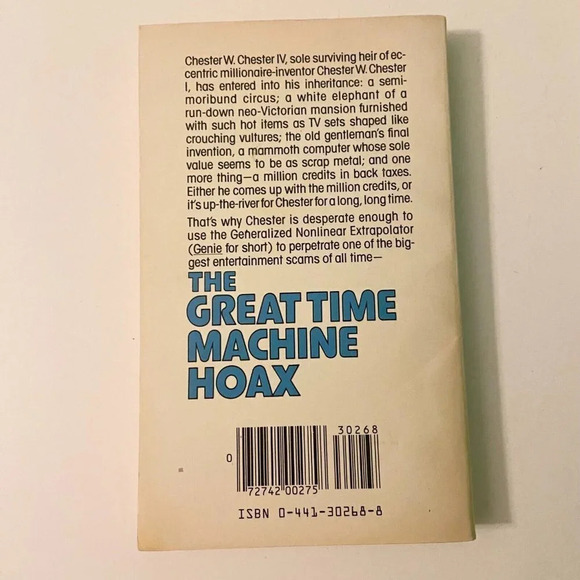 Chester W. Chester IV, sole surviving heir of ec-
centric millionaire-inventor Chester W. Chester
I, has entered into his inheritance: a semi-
moribund circus; a white elephant of a
run-down neo-Victorian mansion furnished
with such hot items as TV sets shaped like
crouching vultures; the old gentleman's final
invention, a mammoth computer whose sole
value seems to be as scrap metal; and one
more thing—a million credits in back taxes.
Either he comes up with the million credits, or
it's up-the-river for Chester for a long, long time.
That's why Chester is desperate enough to
use the Generalized Nonlinear Extrapolator
(Genie for short) to perpetrate one of the big-
gest entertainment scams of all time—
THE
GREAT TIME
MACHINE
HOAX
30268
0
72742 00275
ISBN 0-441-30268-8